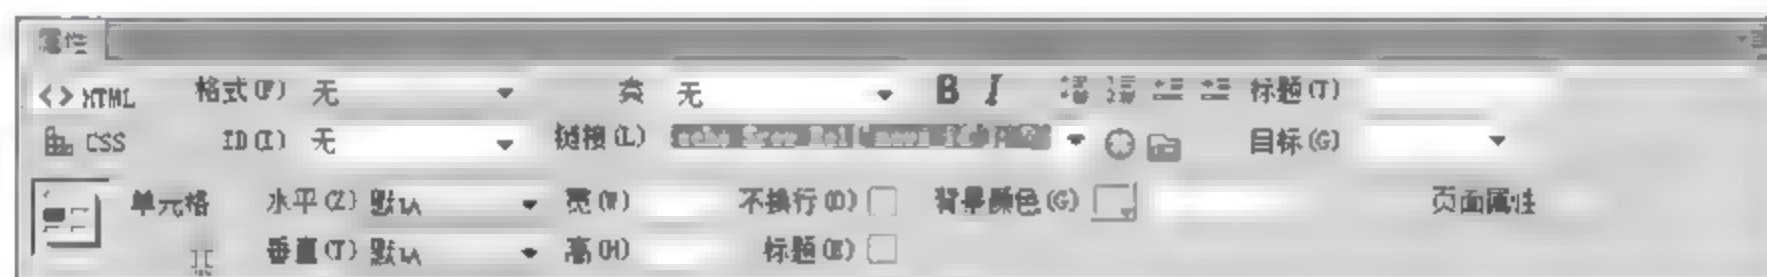 属性
<> HTML 格式(F) 无 类 无 B I 标题(T)
CSS ID(I) 无 链接(L) 目标(G)
单元格 水平(Z) 默认 宽(W) 不换行(O) 背景颜色(G) 页面属性
垂直(T) 默认 高(H) 标题(E)